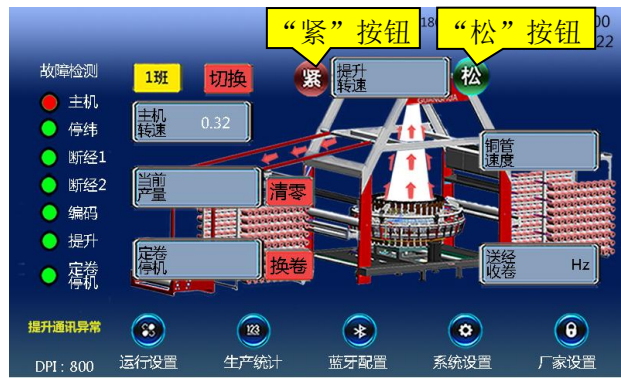 “紧”按钮
“松”按钮
180
00
22
故障检测
主机
停纬
断经1
断经2
编码
提升
定卷
停机
1班
切换
紧
提升
转速
松
主机
转速
0.32
铜管
速度
当前
产量
清零
定卷
停机
换卷
送经
收卷
Hz
提升通讯异常
DPI：800
123
运行设置
生产统计
蓝牙配置
系统设置
厂家设置